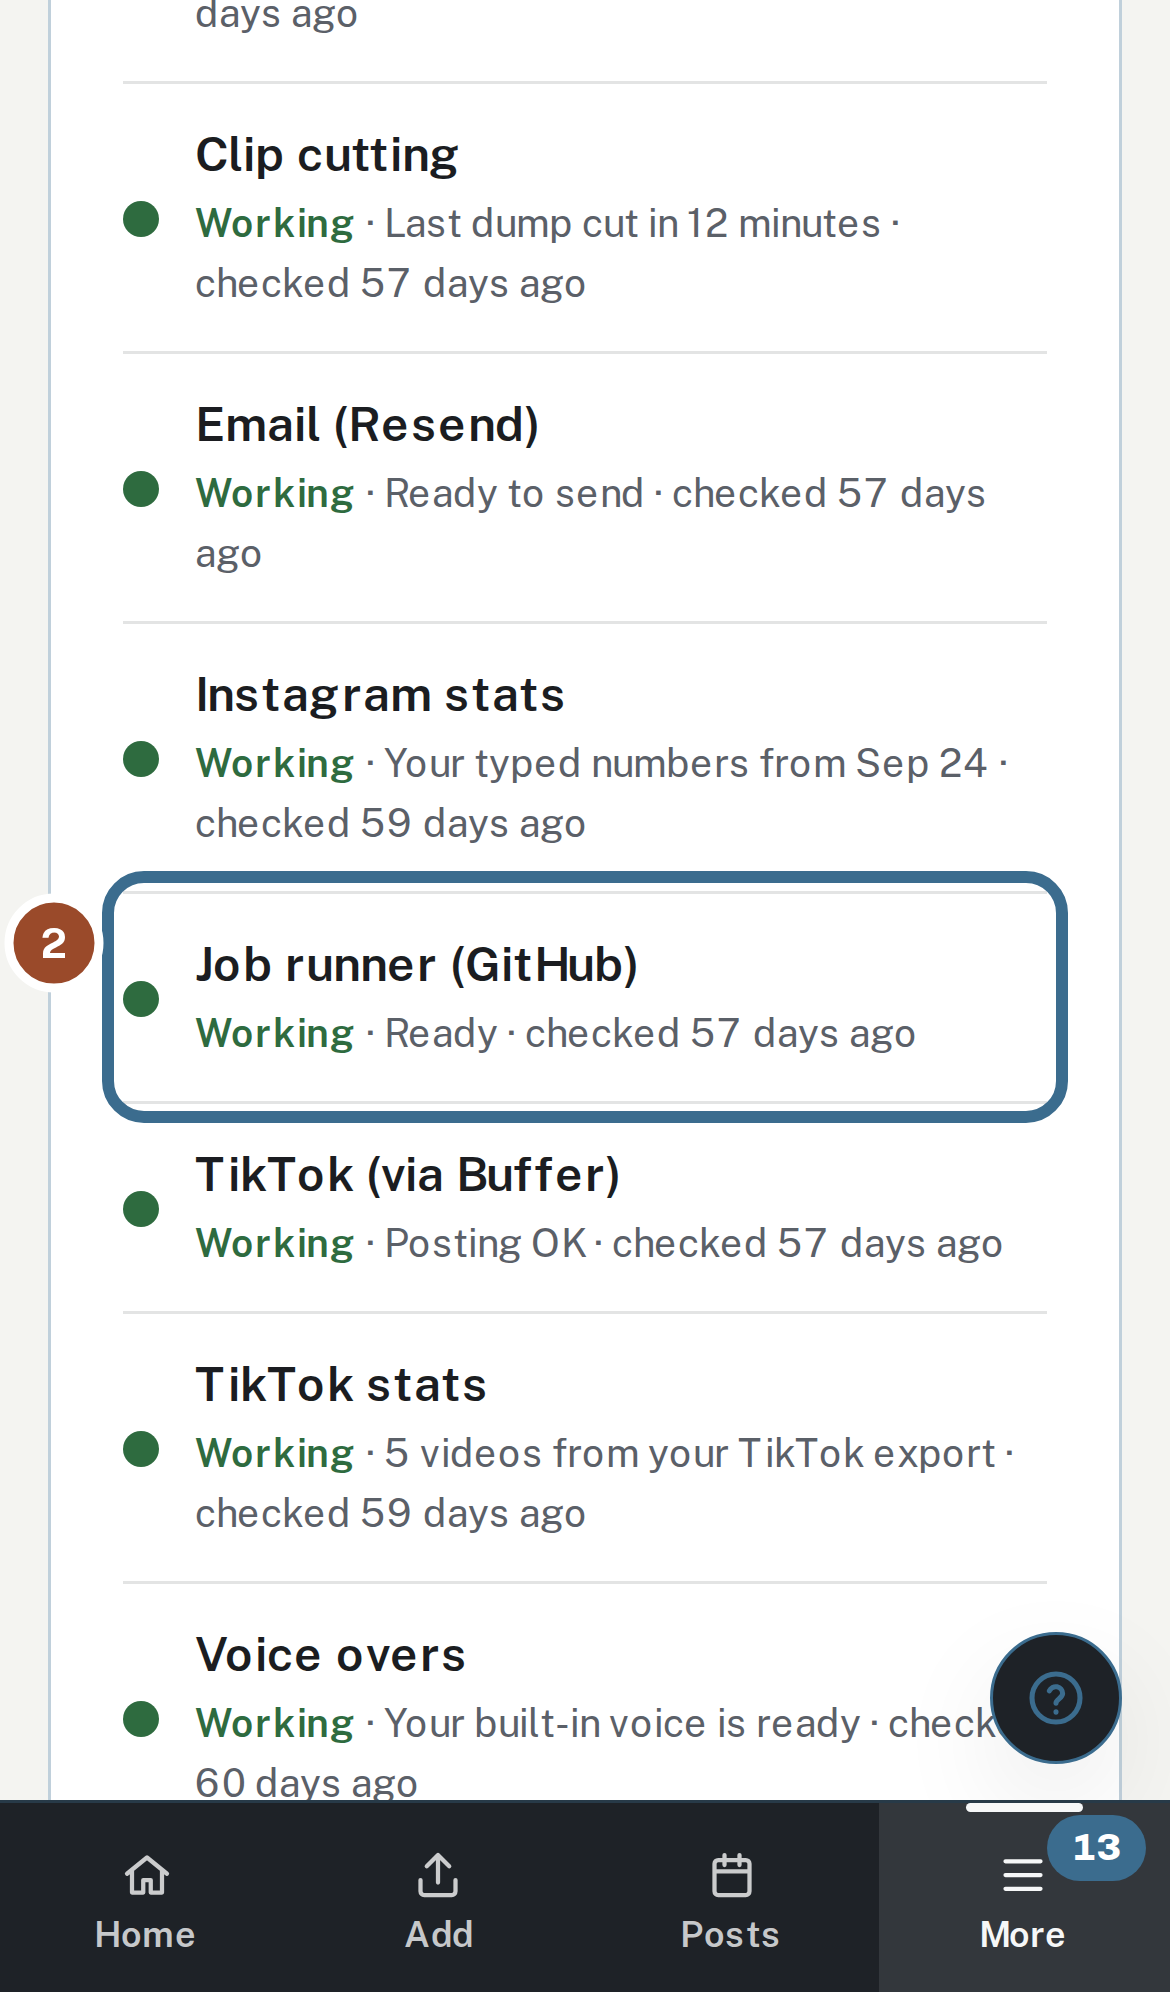 days ago
Clip cutting
Working · Last dump cut in 12 minutes ·
checked 57 days ago
Email (Resend)
Working · Ready to send · checked 57 days
ago
Instagram stats
Working · Your typed numbers from Sep 24 ·
checked 59 days ago
2
Job runner (GitHub)
Working · Ready · checked 57 days ago
TikTok (via Buffer)
Working · Posting OK · checked 57 days ago
TikTok stats
Working · 5 videos from your TikTok export ·
checked 59 days ago
Voice overs
Working · Your built-in voice is ready · check
60 days ago
13
Home
Add
Posts
More